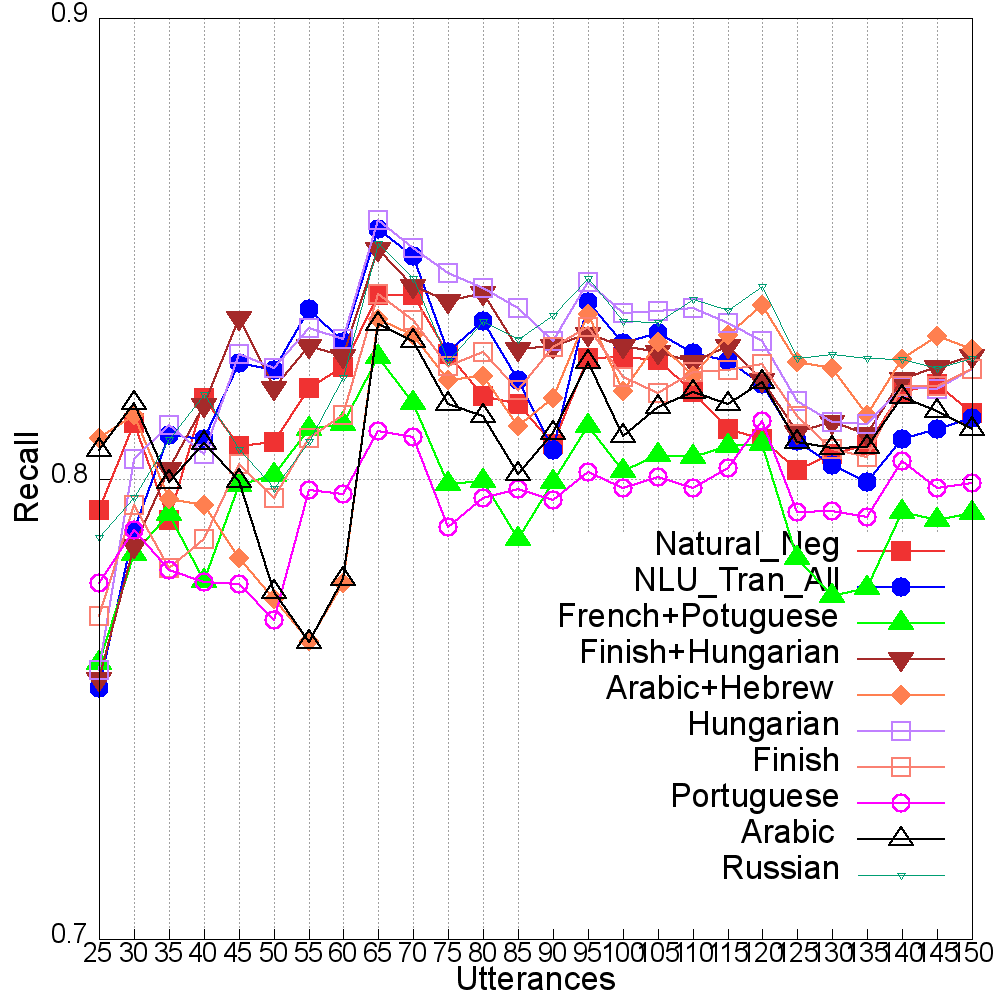 0.9
Recall
0.8
Natural_Neg
NLU_Tran_All
French+Potuguese
Finish+Hungarian
Arabic+Hebrew
Hungarian
Finish
Portuguese
Arabic
Russian
0.7
25 30 35 40 45 50 55 60 65 70 75 80 85 90 95 100 105 110 115 120 125 130 135 140 145 150
Utterances